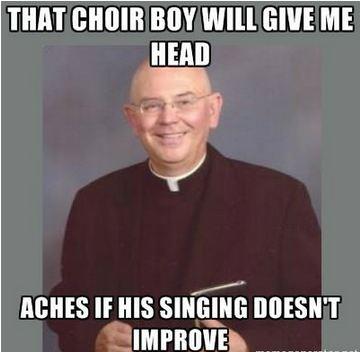 THAT CHOIR BOY WILL GIVE ME
HEAD
ACHES IF HIS SINGING DOESN'T
IMPROVE